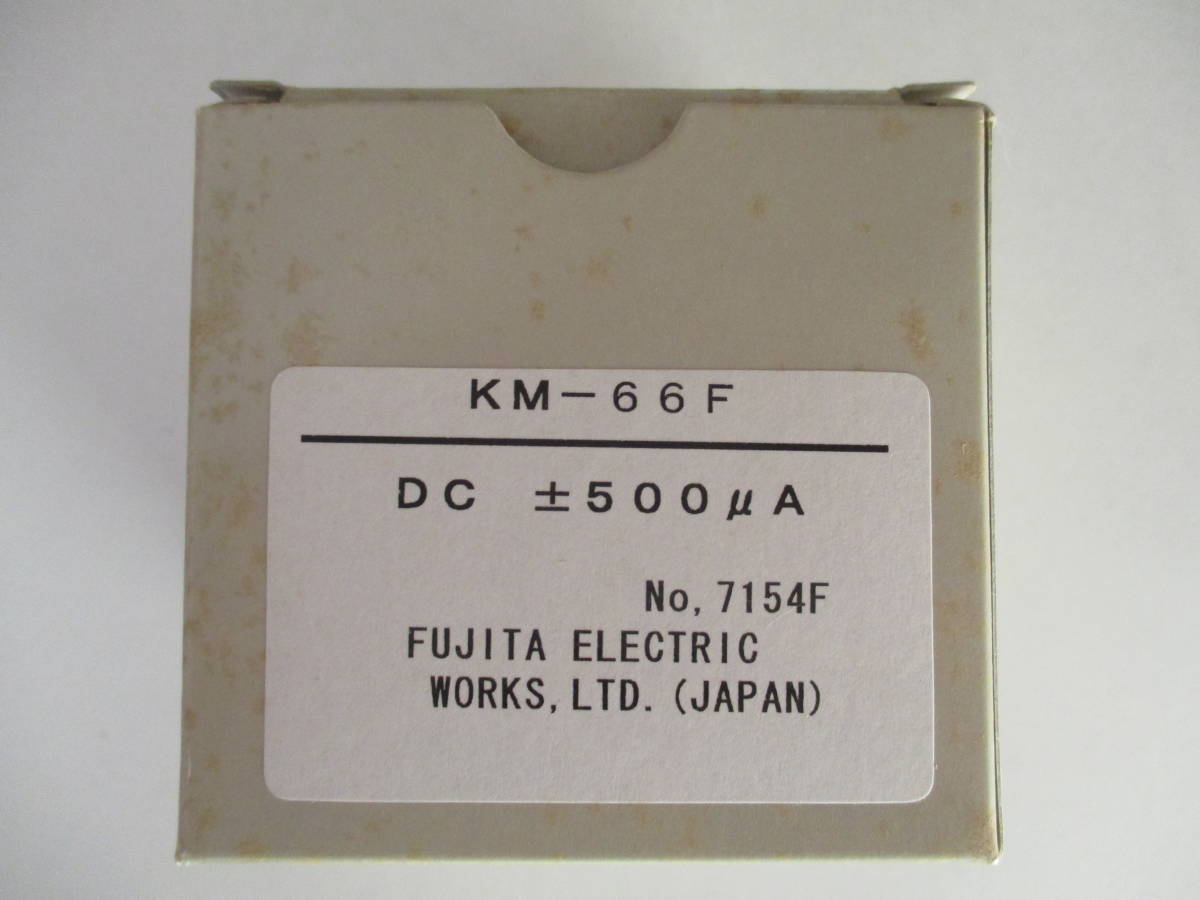 KM-66F
DC ±500μA
No,7154F
FUJITA ELECTRIC
WORKS,LTD.(JAPAN)